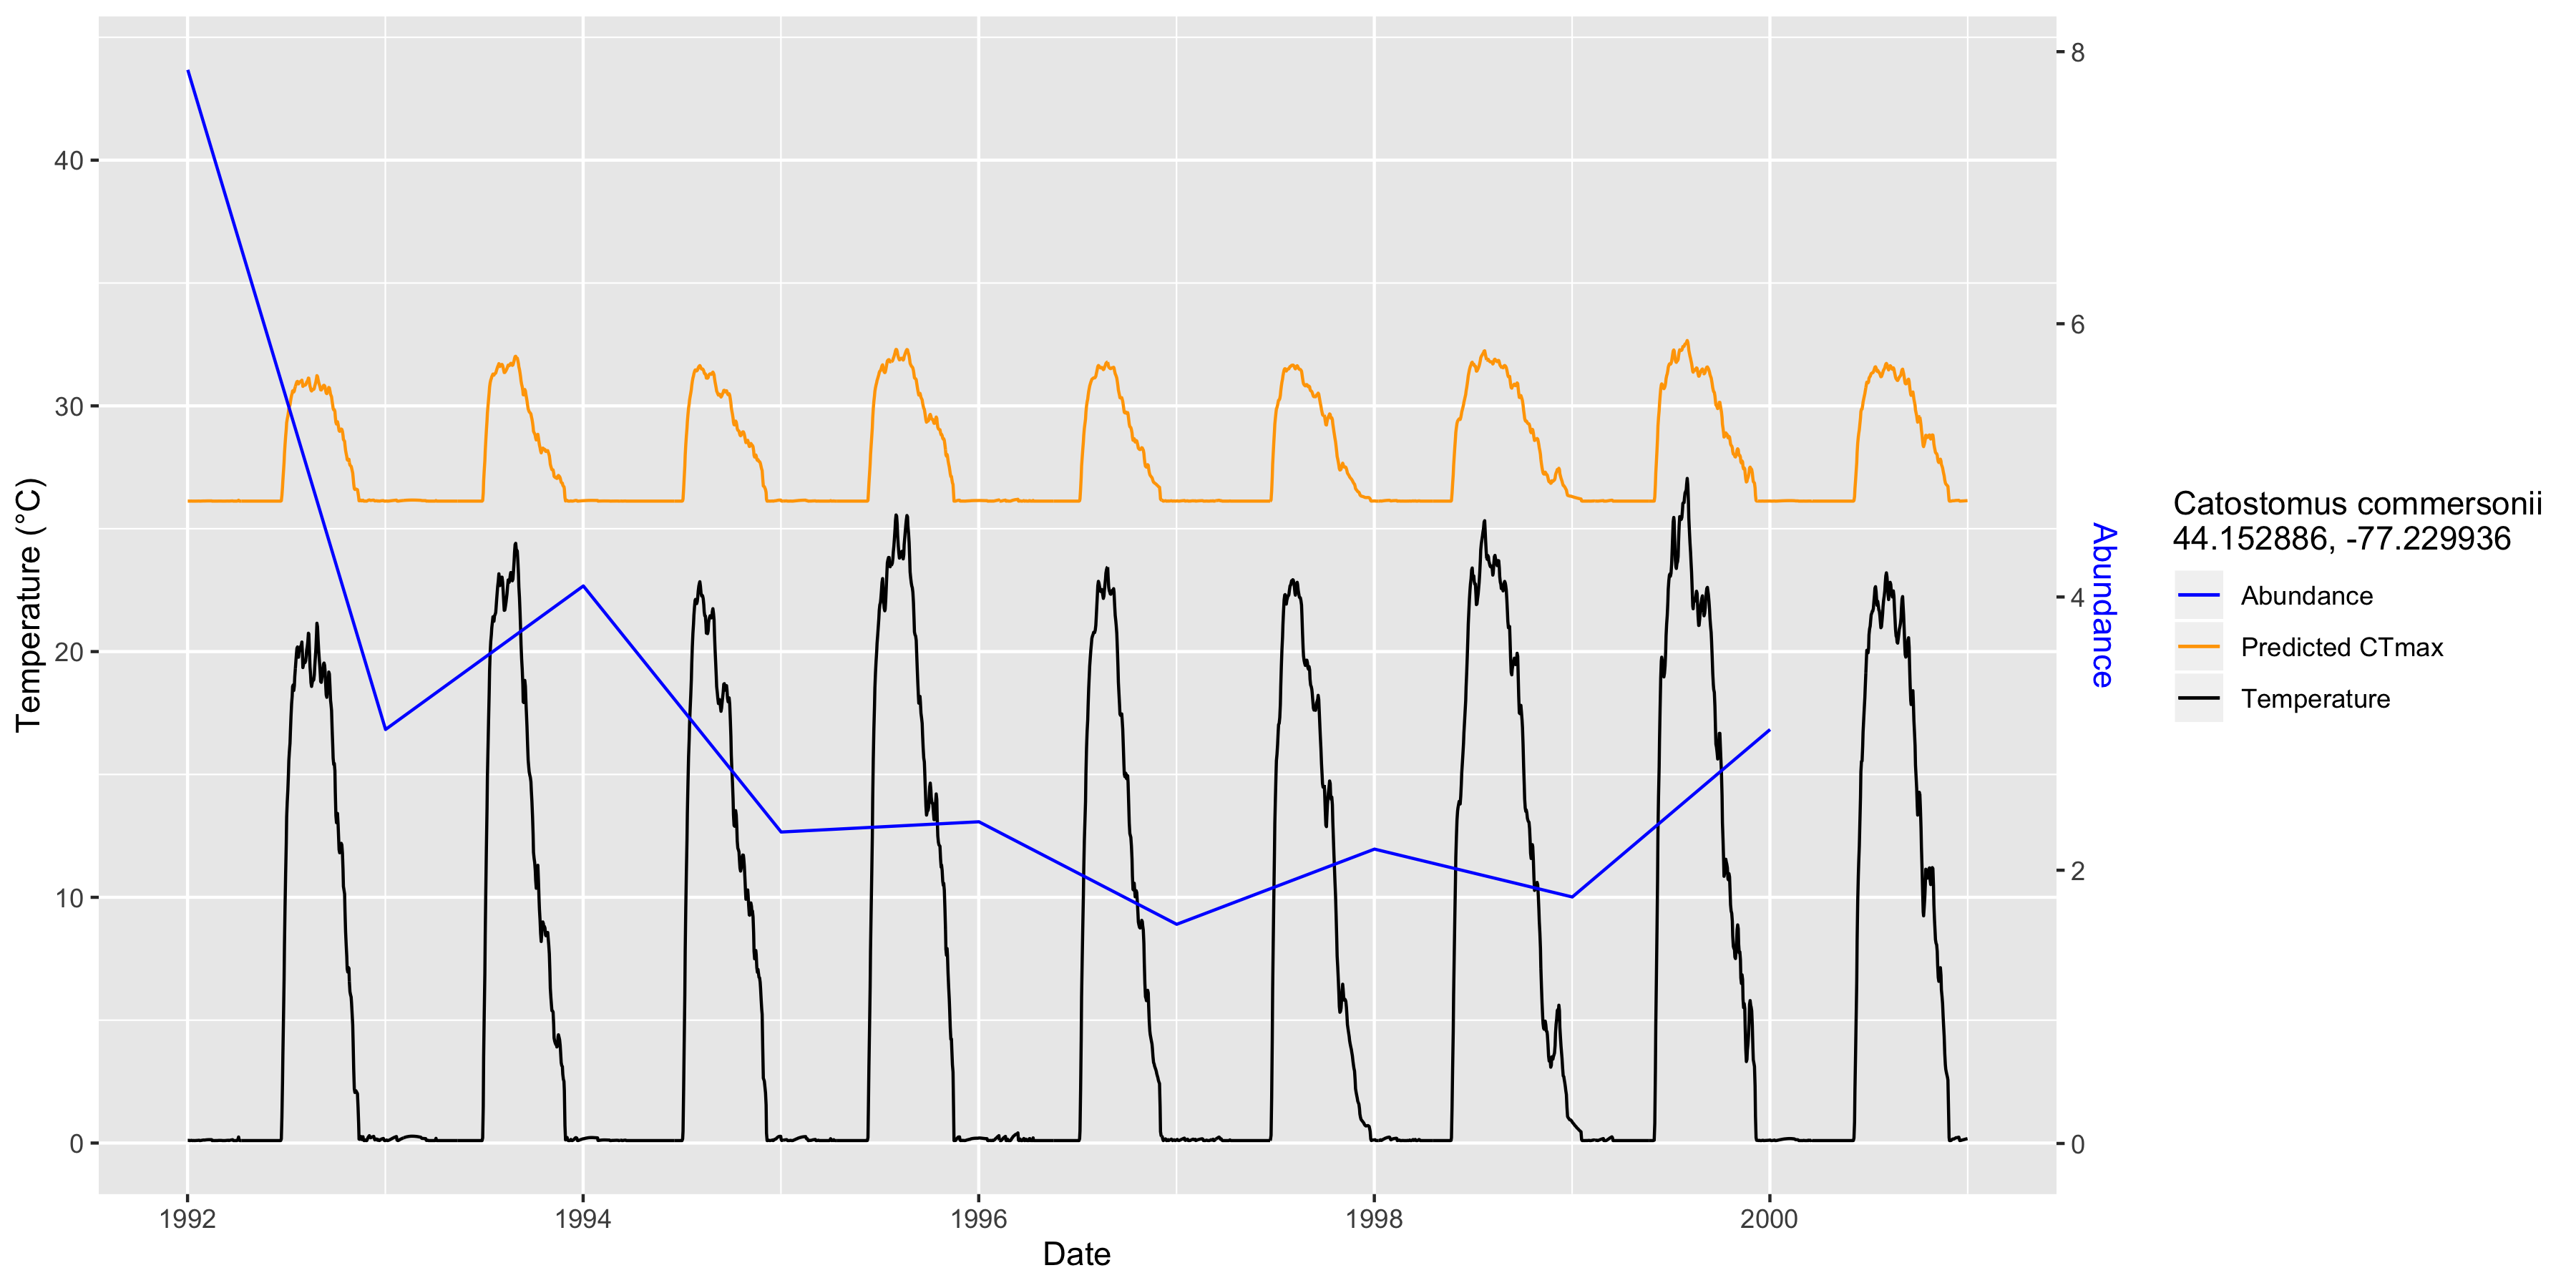 Temperature (°C)
40
30
20
10
0
8
6
4
2
0
Abundance
1992
1994
1996
1998
2000
Date
Catostomus commersonii
44.152886, -77.229936
Abundance
Predicted CTmax
Temperature